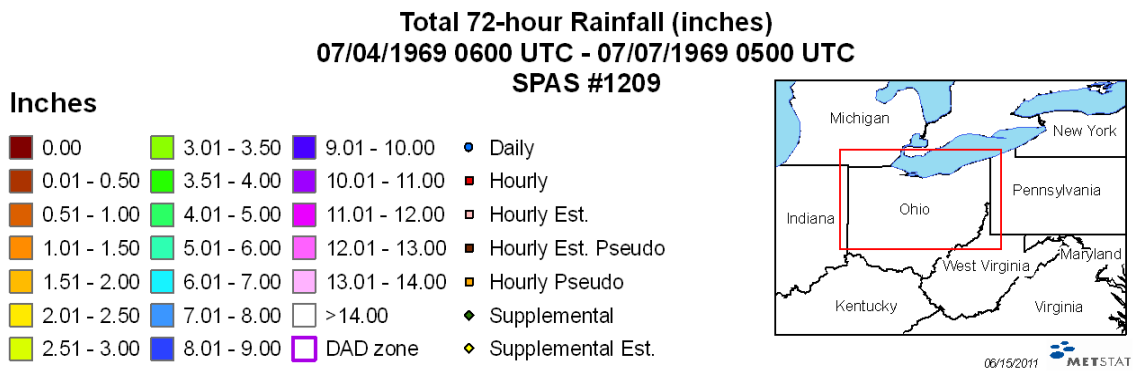 Total 72-hour Rainfall (inches)
07/04/1969 0600 UTC - 07/07/1969 0500 UTC
SPAS #1209
Inches
0.00
0.01 - 0.50
0.51 - 1.00
1.01 - 1.50
1.51 - 2.00
2.01 - 2.50
2.51 - 3.00
3.01 - 3.50
3.51 - 4.00
4.01 - 5.00
5.01 - 6.00
6.01 - 7.00
7.01 - 8.00
8.01 - 9.00
9.01 - 10.00
10.01 - 11.00
11.01 - 12.00
12.01 - 13.00
13.01 - 14.00
>14.00
DAD zone
Daily
Hourly
Hourly Est.
Hourly Est. Pseudo
Hourly Pseudo
Supplemental
Supplemental Est.
Michigan
New York
Pennsylvania
Indiana
Ohio
Maryland
West Virginia
Kentucky
Virginia
06/15/2011
METSTAT